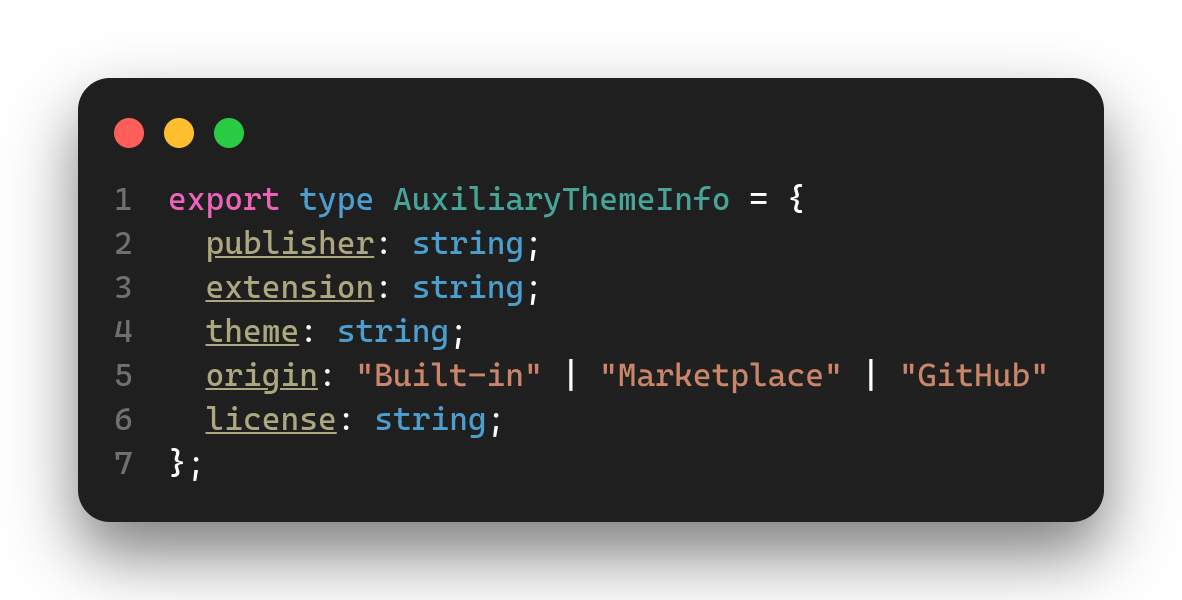 1 export type AuxiliaryThemeInfo = {
2   publisher: string;
3   extension: string;
4   theme: string;
5   origin: "Built-in" | "Marketplace" | "GitHub"
6   license: string;
7 };